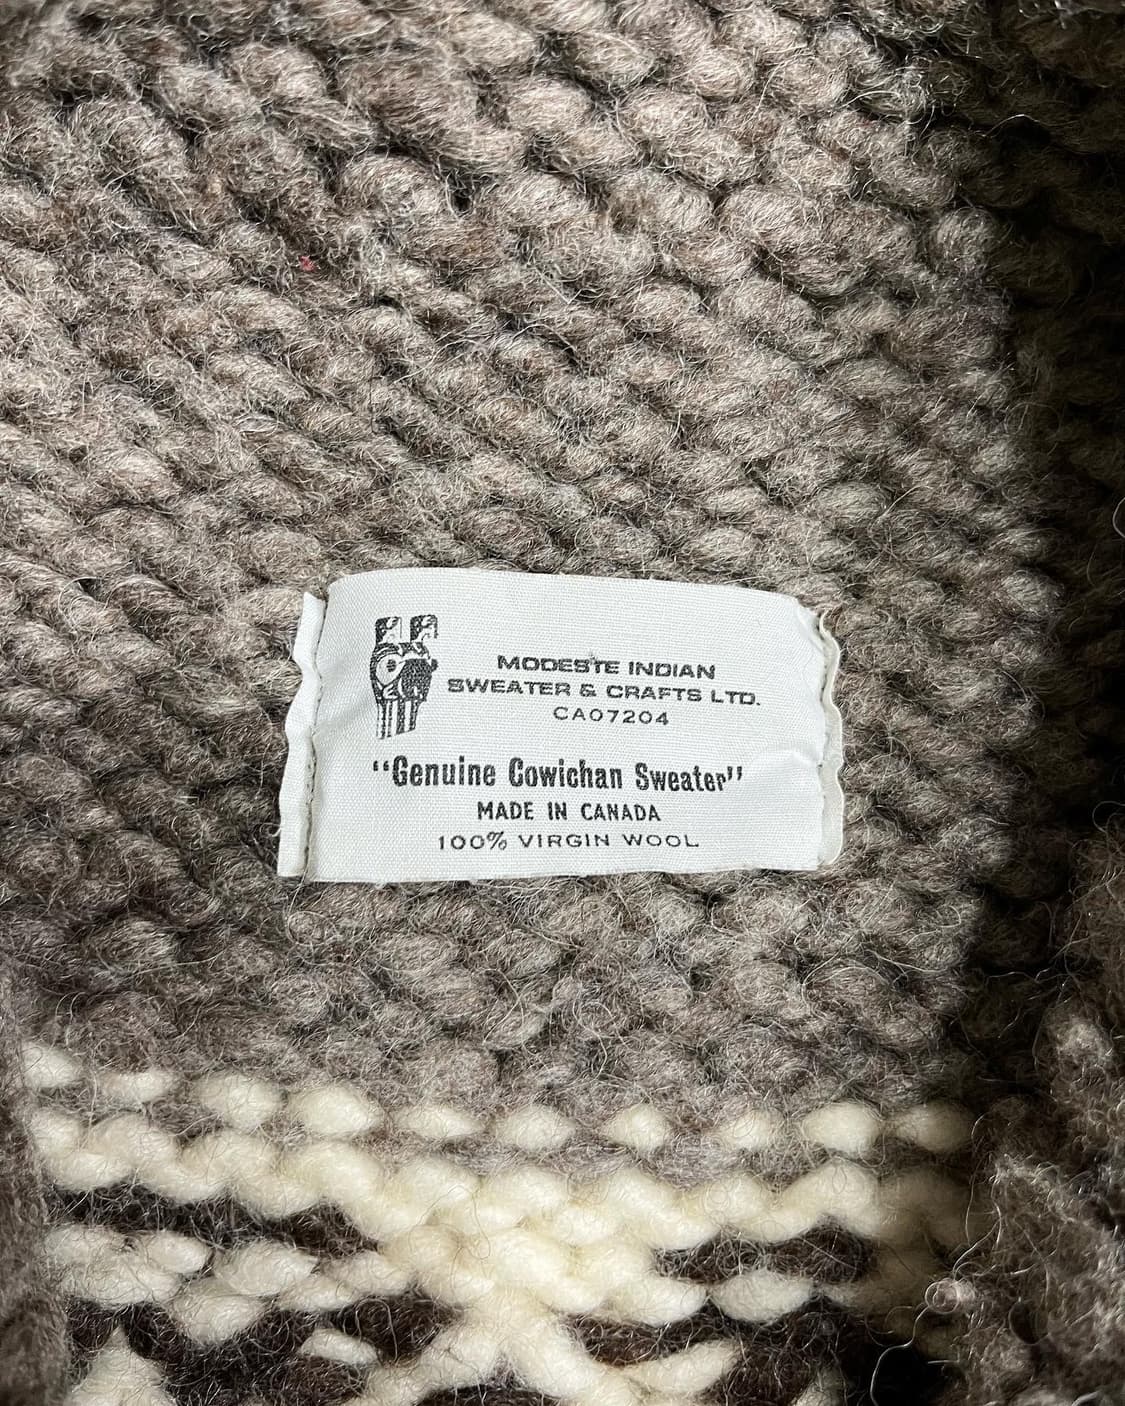 MODESTE INDIAN
SWEATER & CRAFTS LTD.
CA07204
“Genuine Cowichan Sweater”
MADE IN CANADA
100% VIRGIN WOOL